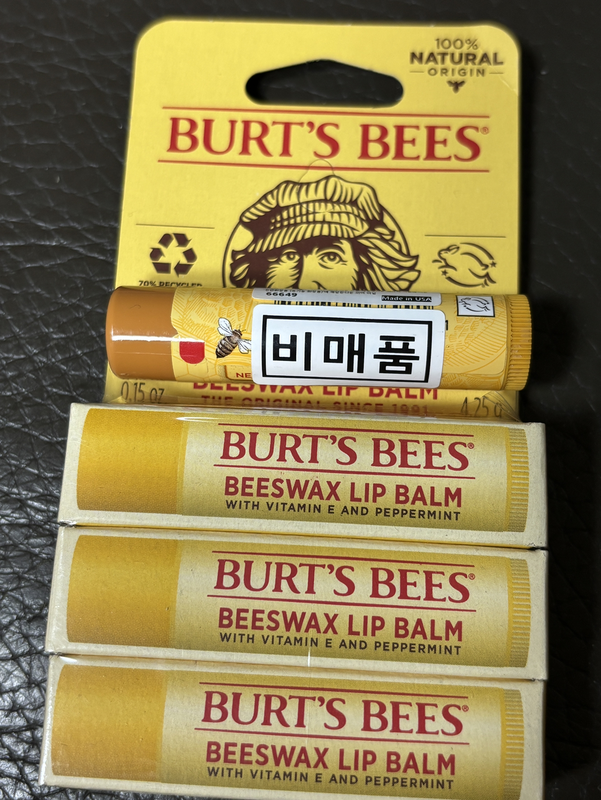 100%
NATURAL
ORIGIN
BURT'S BEES®
70% RECYCLED
66649
Made in USA
비매품
NE
0.15 oz
BEESWAX LIP BALM
4.25 g
THE ORIGINAL SINCE 1991
BURT'S BEES®
BEESWAX LIP BALM
WITH VITAMIN E AND PEPPERMINT
BURT'S BEES®
BEESWAX LIP BALM
WITH VITAMIN E AND PEPPERMINT
BURT'S BEES®
BEESWAX LIP BALM
WITH VITAMIN E AND PEPPERMINT